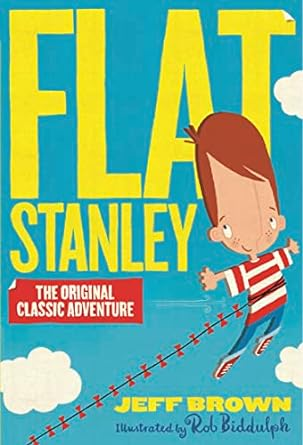 FLAT
STANLEY
THE ORIGINAL
CLASSIC ADVENTURE
JEFF BROWN
Illustrated by Rob Biddulph